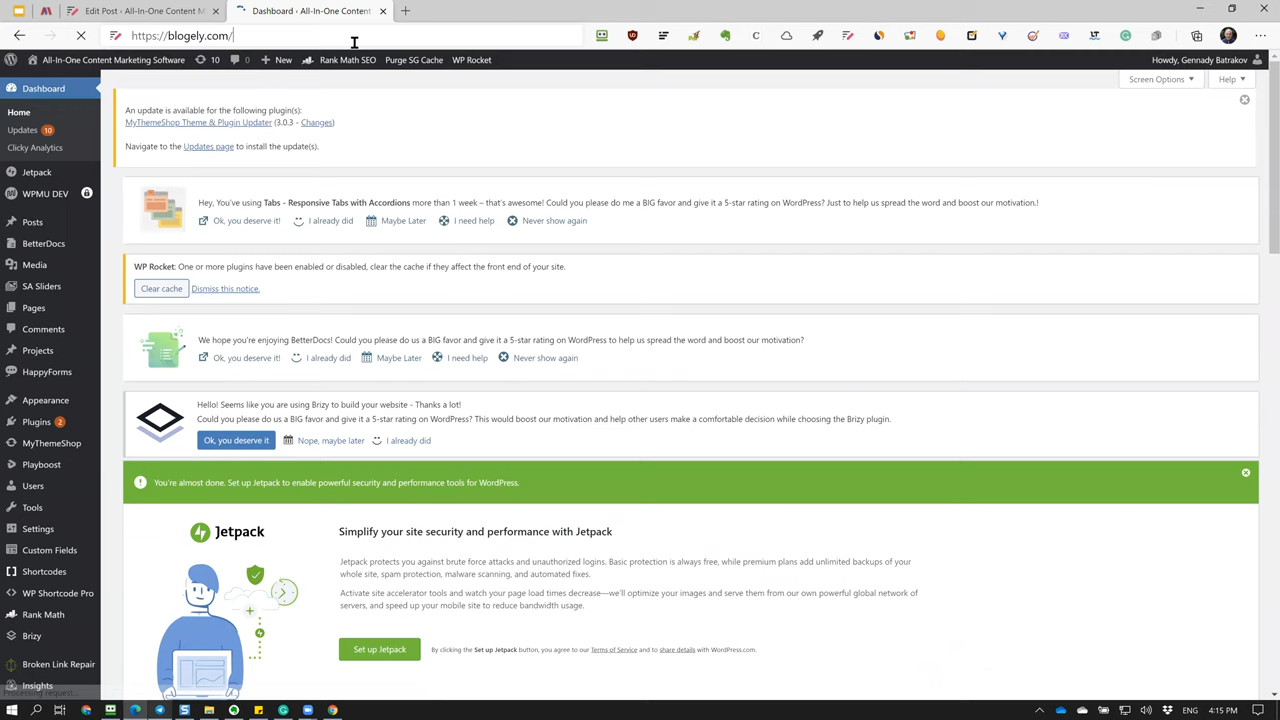 Edit Posts ‹ All-In-One Content M
Dashboard ‹ All-In-One Content
https://blogely.com/
All-In-One Content Marketing Software
10
0
New
Rank Math SEO
Purge SG Cache
WP Rocket
Howdy, Gennady Batrakov
Dashboard
Screen Options
Help
Home
Updates 10
Clicky Analytics
Jetpack
WPMU DEV
Posts
BetterDocs
Media
SA Sliders
Pages
Comments
Projects
HappyForms
Appearance
Plugins 2
MyThemeShop
Playboost
Users
Tools
Settings
Custom Fields
Shortcodes
WP Shortcode Pro
Rank Math
Brizy
Broken Link Repair
Insights
Processing request...
An update is available for the following plugin(s):
MyThemeShop Theme & Plugin Updater (3.0.3 - Changes)
Navigate to the Updates page to install the update(s).
Hey, You've using Tabs - Responsive Tabs with Accordions more than 1 week – that's awesome! Could you please do me a BIG favor and give it a 5-star rating on WordPress? Just to help us spread the word and boost our motivation.!
Ok, you deserve it!
I already did
Maybe Later
I need help
Never show again
WP Rocket: One or more plugins have been enabled or disabled, clear the cache if they affect the front end of your site.
Clear cache
Dismiss this notice.
We hope you're enjoying BetterDocs! Could you please do us a BIG favor and give it a 5-star rating on WordPress to help us spread the word and boost our motivation?
Ok, you deserve it!
I already did
Maybe Later
I need help
Never show again
Hello! Seems like you are using Brizy to build your website - Thanks a lot!
Could you please do us a BIG favor and give it a 5-star rating on WordPress? This would boost our motivation and help other users make a comfortable decision while choosing the Brizy plugin.
Ok, you deserve it
Nope, maybe later
I already did
You're almost done. Set up Jetpack to enable powerful security and performance tools for WordPress.
Jetpack
Simplify your site security and performance with Jetpack
Jetpack protects you against brute force attacks and unauthorized logins. Basic protection is always free, while premium plans add unlimited backups of your
whole site, spam protection, malware scanning, and automated fixes.
Activate site accelerator tools and watch your page load times decrease—we'll optimize your images and serve them from our own powerful global network of
servers, and speed up your mobile site to reduce bandwidth usage.
Set up Jetpack
By clicking the Set up Jetpack button, you agree to our Terms of Service and to share details with WordPress.com.
4:15 PM